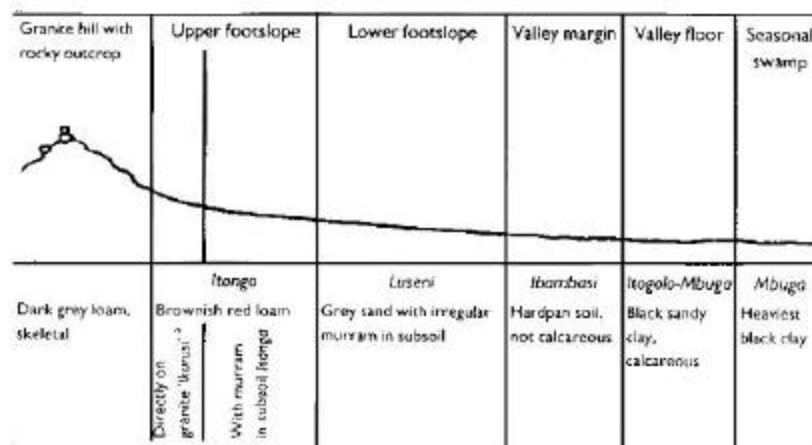 Granite hill with
rocky outcrop
Upper footslope
Lower footslope
Valley margin
Valley floor
Seasonal
swamp
Itongo
Luseni
Ibambasi
Itogolo-Mbuga
Mbuga
Dark grey loam,
skeletal
Brownish red loam
Grey sand with irregular
murram in subsoil
Hardpan soil,
not calcareous
Black sandy
clay,
calcareous
Heaviest
black clay
Directly on
granite 'Ikurusi'
With murram
in subsoil